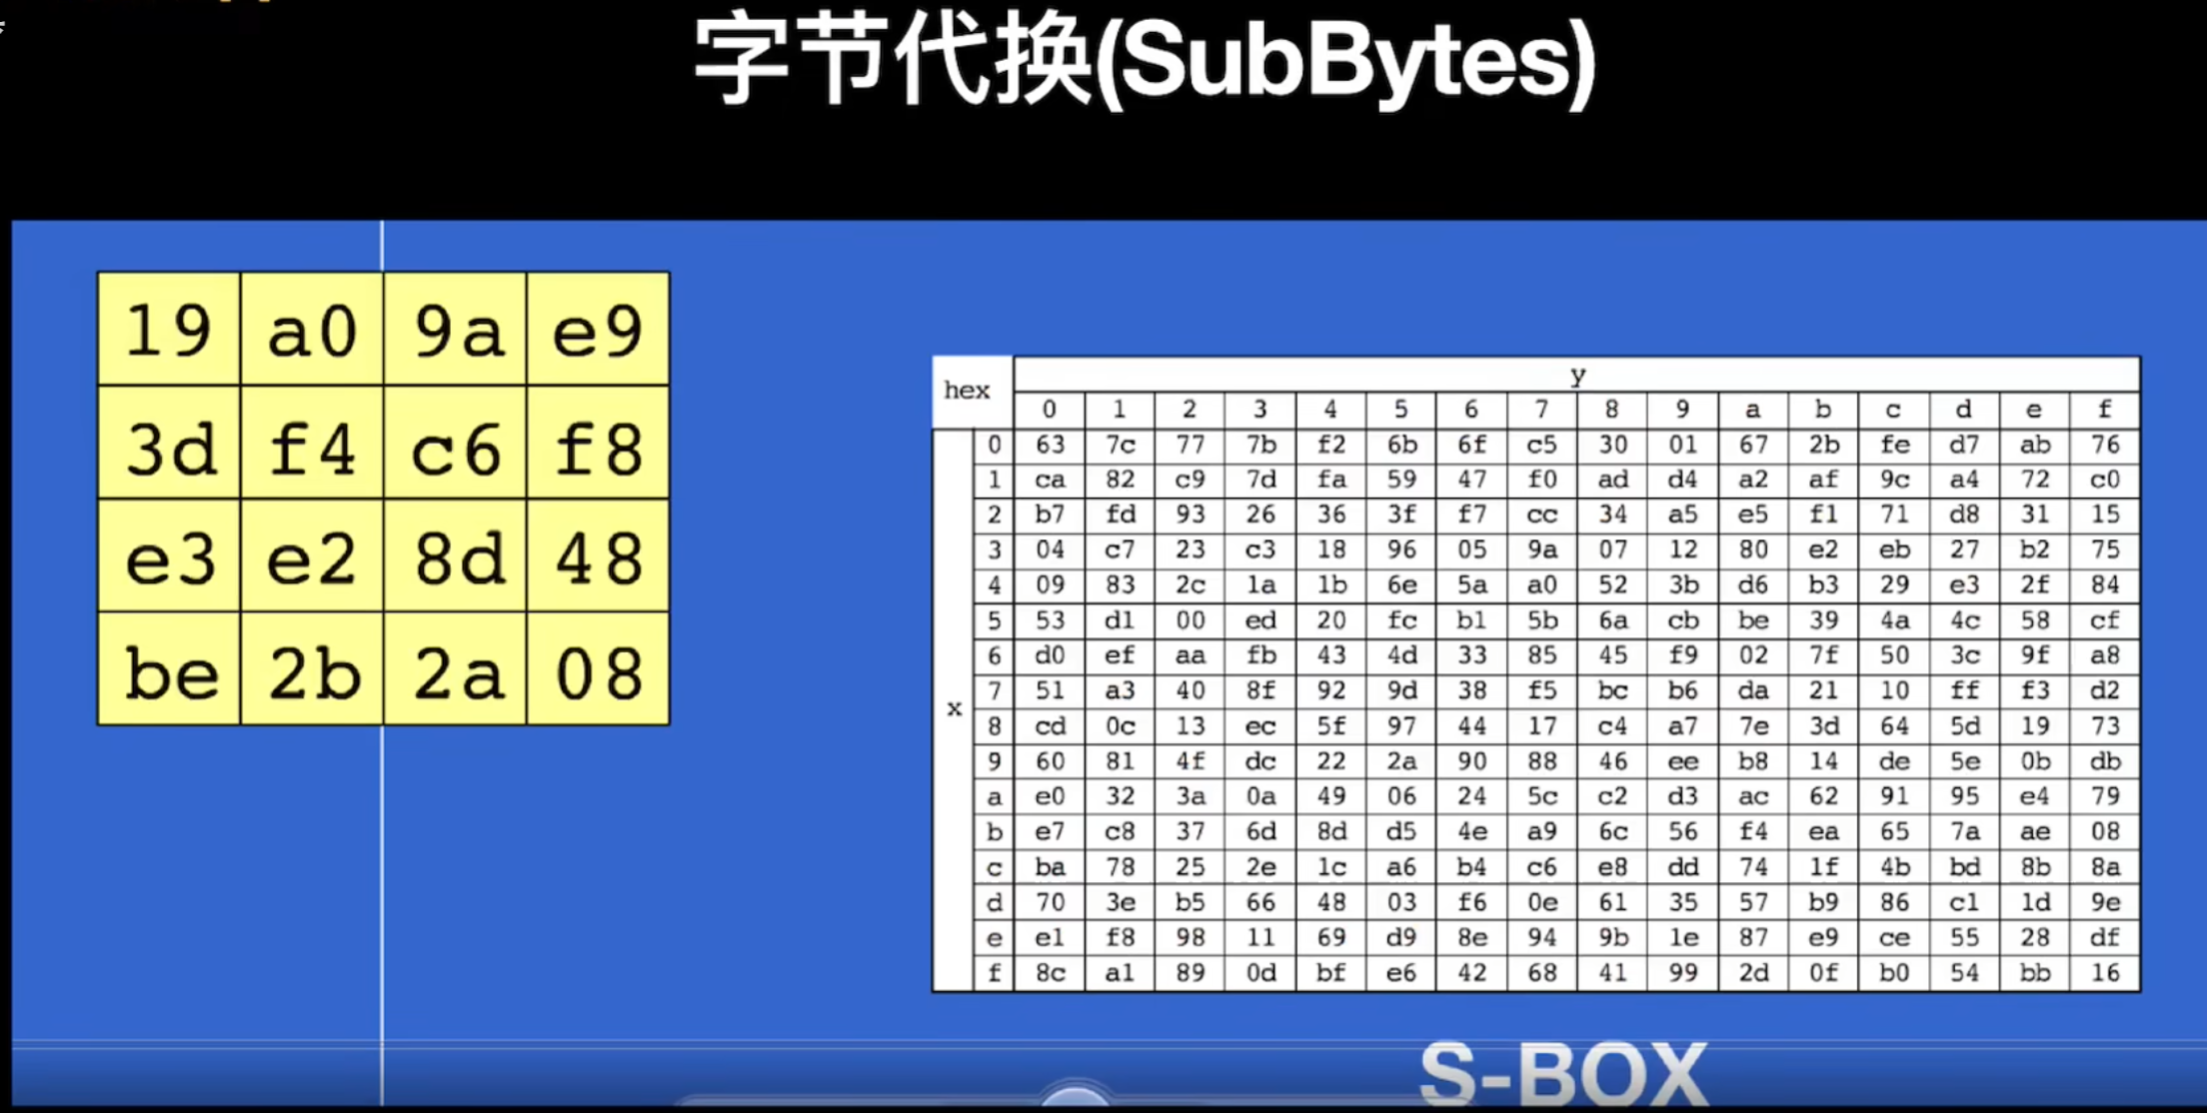 字节代换(SubBytes)
19 a0 9a e9
3d f4 c6 f8
e3 e2 8d 48
be 2b 2a 08
hex y
0 1 2 3 4 5 6 7 8 9 a b c d e f
x
0 63 7c 77 7b f2 6b 6f c5 30 01 67 2b fe d7 ab 76
1 ca 82 c9 7d fa 59 47 f0 ad d4 a2 af 9c a4 72 c0
2 b7 fd 93 26 36 3f f7 cc 34 a5 e5 f1 71 d8 31 15
3 04 c7 23 c3 18 96 05 9a 07 12 80 e2 eb 27 b2 75
4 09 83 2c 1a 1b 6e 5a a0 52 3b d6 b3 29 e3 2f 84
5 53 d1 00 ed 20 fc b1 5b 6a cb be 39 4a 4c 58 cf
6 d0 ef aa fb 43 4d 33 85 45 f9 02 7f 50 3c 9f a8
7 51 a3 40 8f 92 9d 38 f5 bc b6 da 21 10 ff f3 d2
8 cd 0c 13 ec 5f 97 44 17 c4 a7 7e 3d 64 5d 19 73
9 60 81 4f dc 22 2a 90 88 46 ee b8 14 de 5e 0b db
a e0 32 3a 0a 49 06 24 5c c2 d3 ac 62 91 95 e4 79
b e7 c8 37 6d 8d d5 4e a9 6c 56 f4 ea 65 7a ae 08
c ba 78 25 2e 1c a6 b4 c6 e8 dd 74 1f 4b bd 8b 8a
d 70 3e b5 66 48 03 f6 0e 61 35 57 b9 86 c1 1d 9e
e e1 f8 98 11 69 d9 8e 94 9b 1e 87 e9 ce 55 28 df
f 8c a1 89 0d bf e6 42 68 41 99 2d 0f b0 54 bb 16
S-BOX